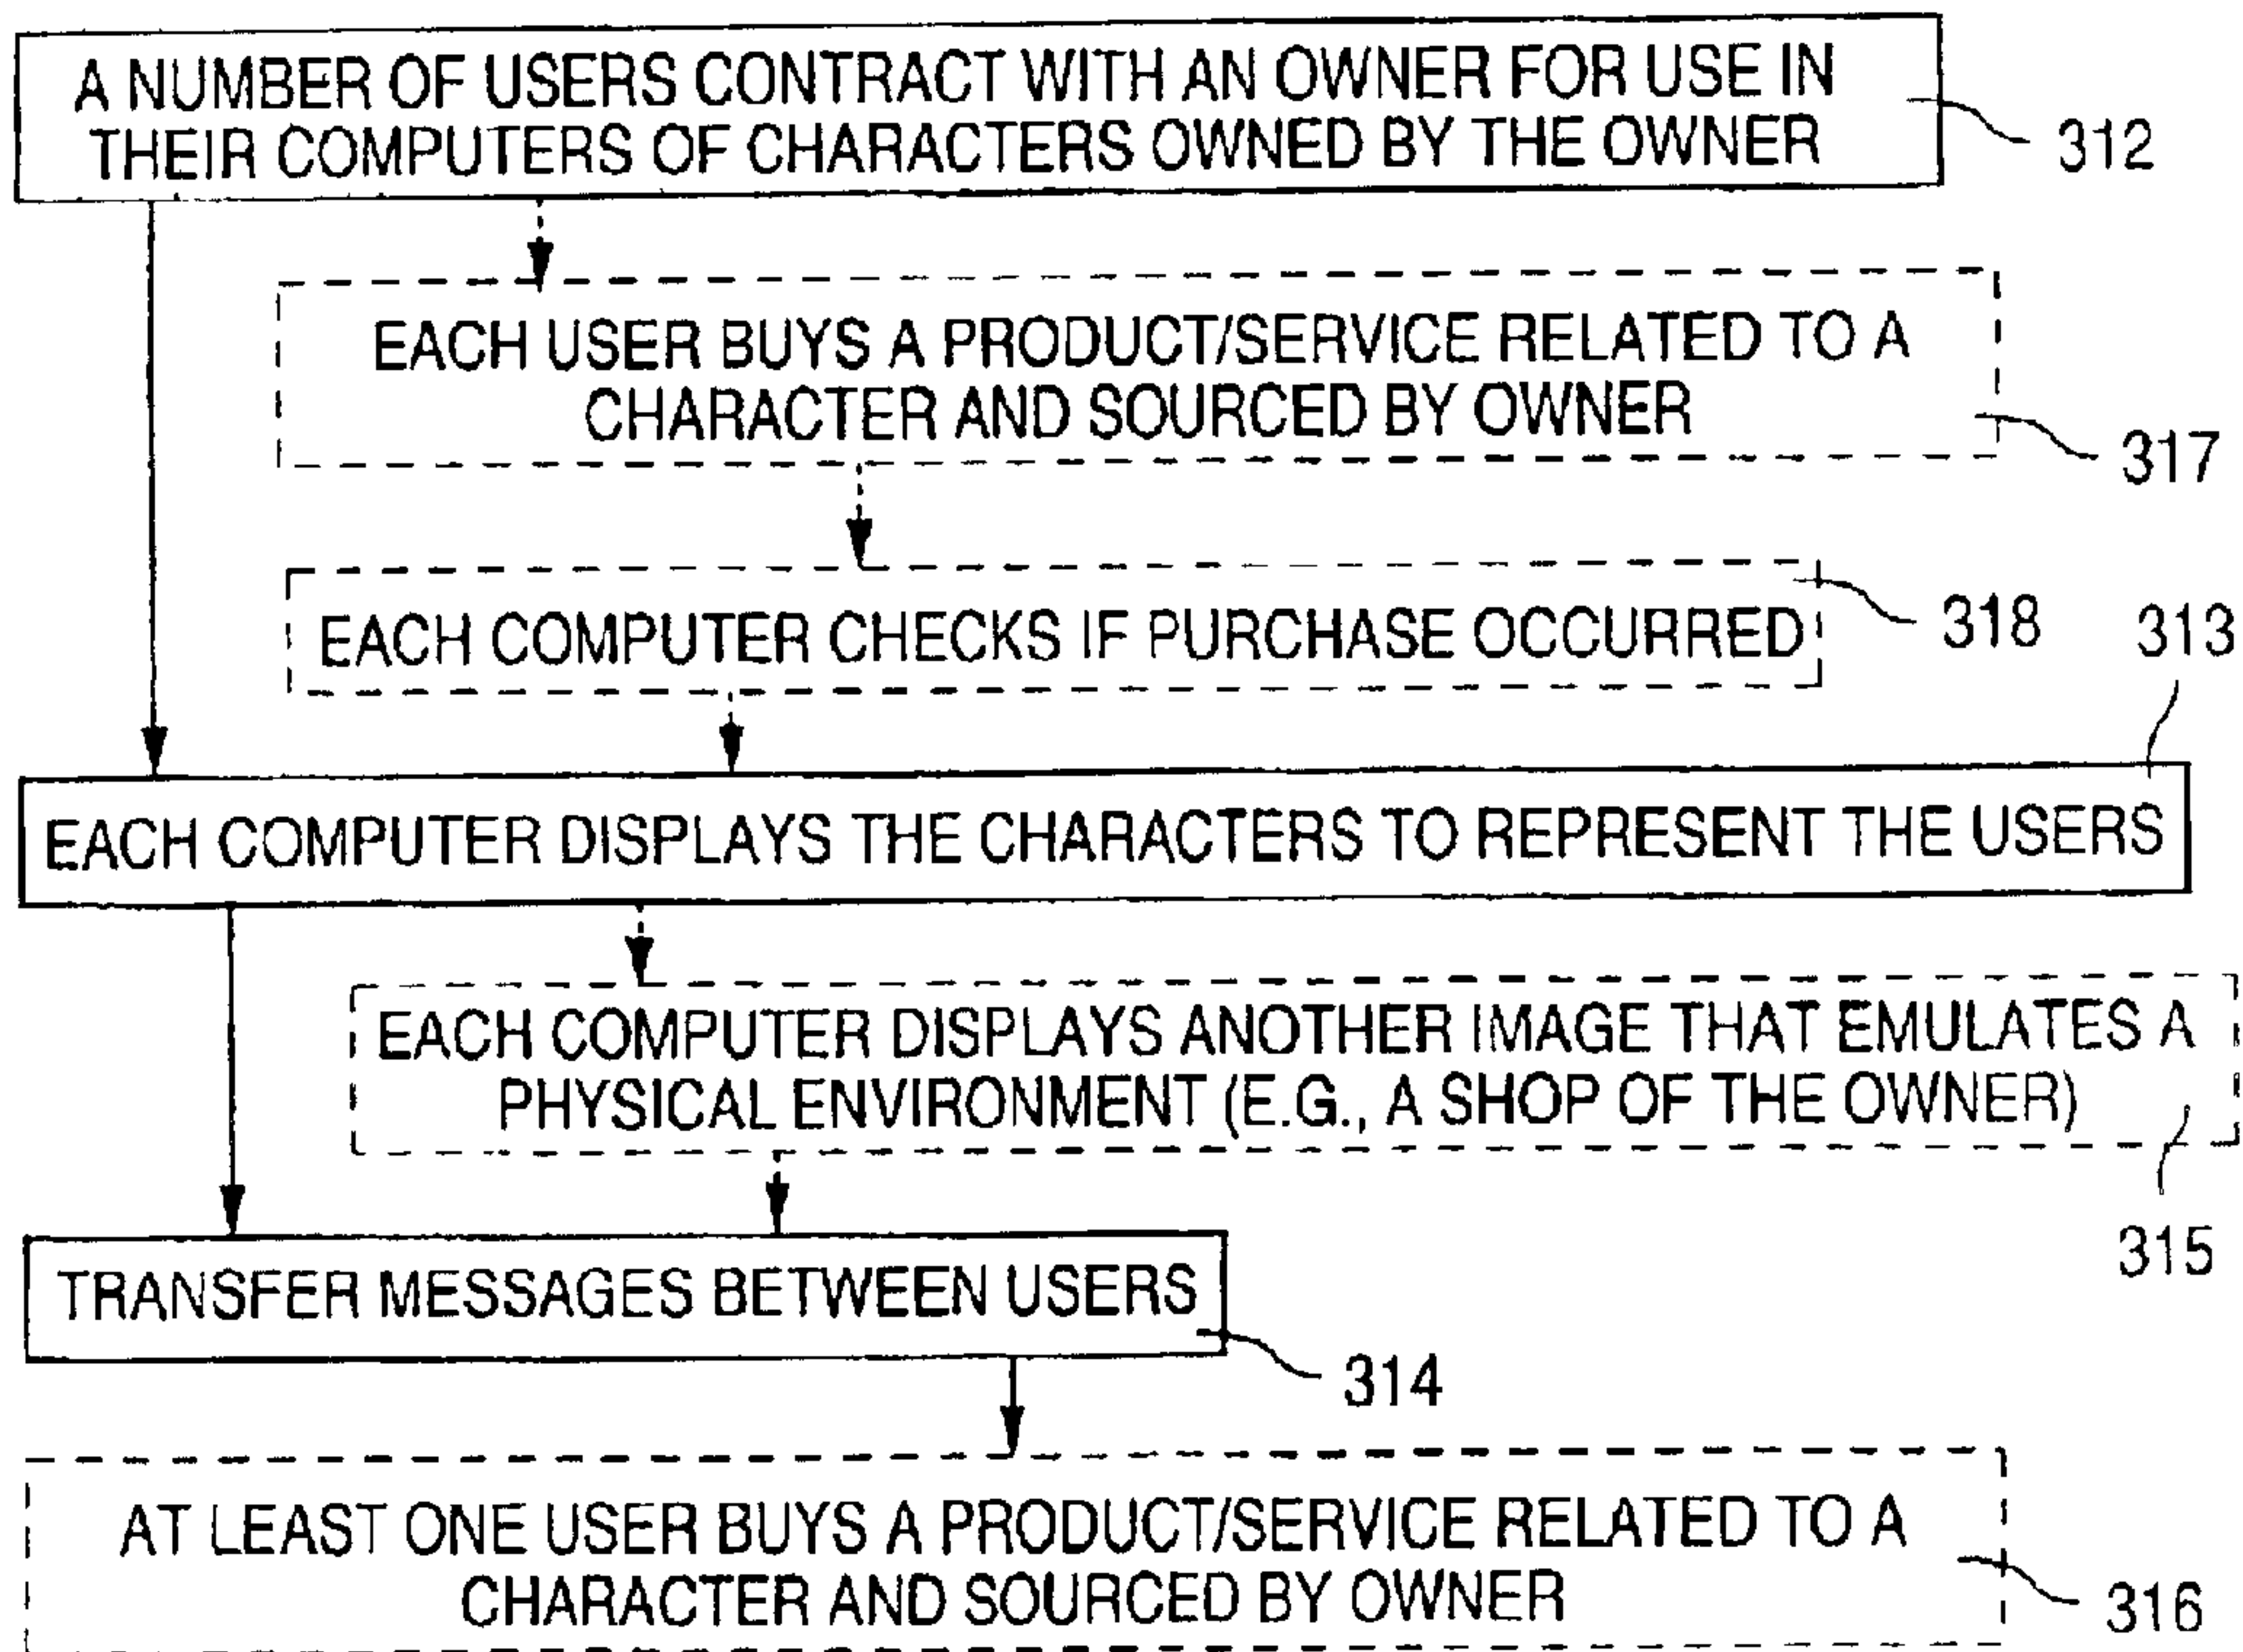 A NUMBER OF USERS CONTRACT WITH AN OWNER FOR USE IN
THEIR COMPUTERS OF CHARACTERS OWNED BY THE OWNER
312
EACH USER BUYS A PRODUCT/SERVICE RELATED TO A
CHARACTER AND SOURCED BY OWNER
317
EACH COMPUTER CHECKS IF PURCHASE OCCURRED
318
313
EACH COMPUTER DISPLAYS THE CHARACTERS TO REPRESENT THE USERS
EACH COMPUTER DISPLAYS ANOTHER IMAGE THAT EMULATES A
PHYSICAL ENVIRONMENT (E.G., A SHOP OF THE OWNER)
315
TRANSFER MESSAGES BETWEEN USERS
314
AT LEAST ONE USER BUYS A PRODUCT/SERVICE RELATED TO A
CHARACTER AND SOURCED BY OWNER
316